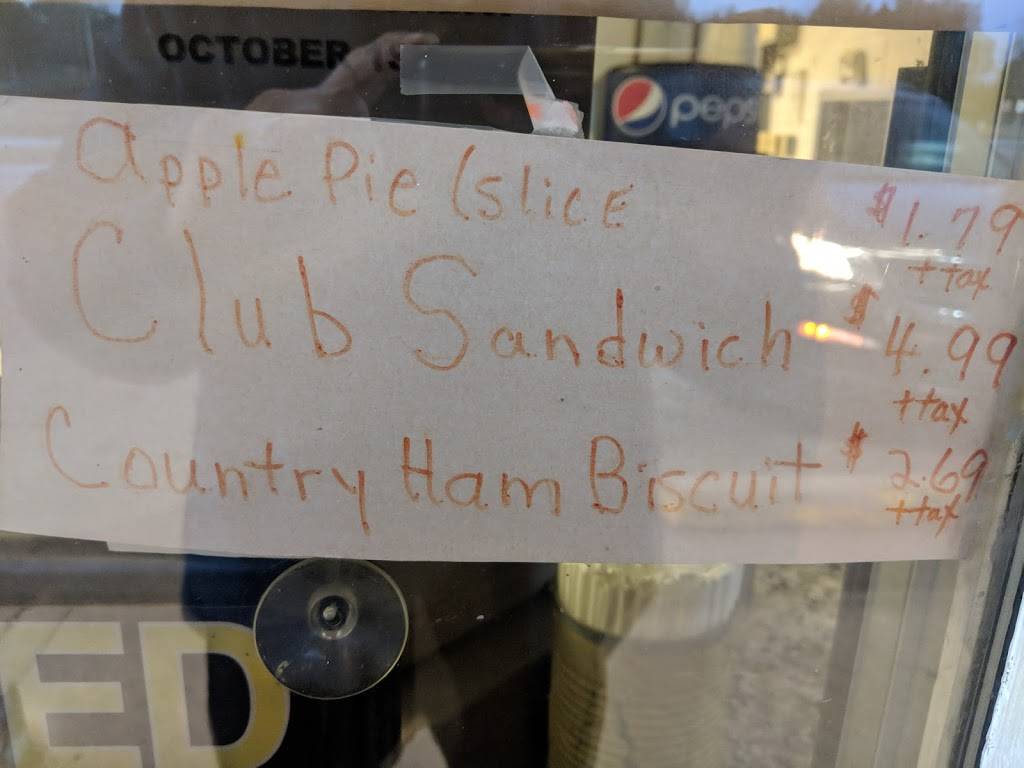 OCTOBER
pepsi
apple Pie (slice $1.79
+tax
Club Sandwich $4.99
+tax
Country Ham Biscuit $2.69
+tax
ED